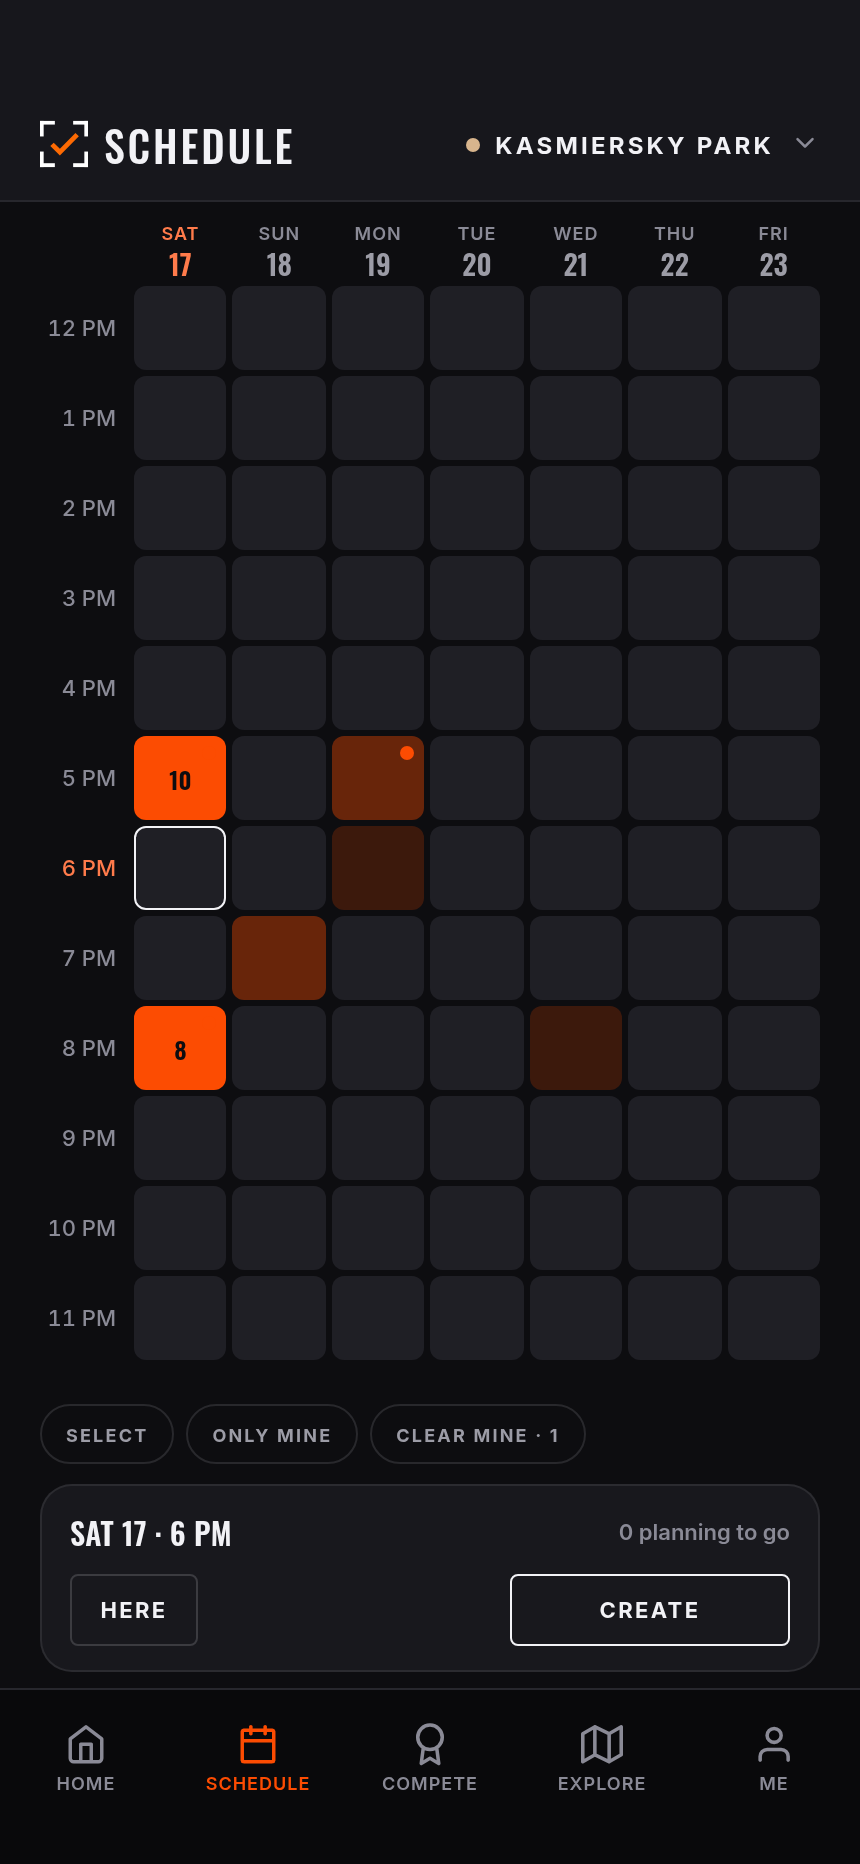 SCHEDULE
KASMIERSKY PARK
SAT SUN MON TUE WED THU FRI
17 18 19 20 21 22 23
12 PM
1 PM
2 PM
3 PM
4 PM
5 PM 10
6 PM
7 PM
8 PM 8
9 PM
10 PM
11 PM
SELECT ONLY MINE CLEAR MINE · 1
SAT 17 · 6 PM 0 planning to go
HERE CREATE
HOME SCHEDULE COMPETE EXPLORE ME